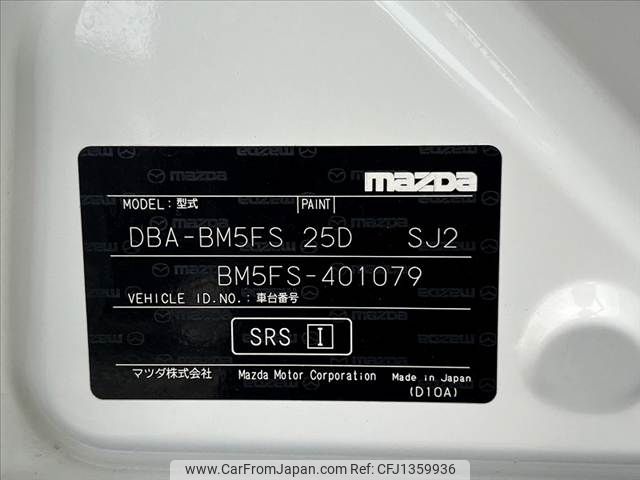 mazDa
MODEL:型式 PAINT
DBA-BM5FS 25D SJ2
BM5FS-401079
VEHICLE ID.NO.:車台番号
SRS I
マツダ株式会社 Mazda Motor Corporation Made in Japan
(D10A)
www.CarFromJapan.com - CFJ1359936